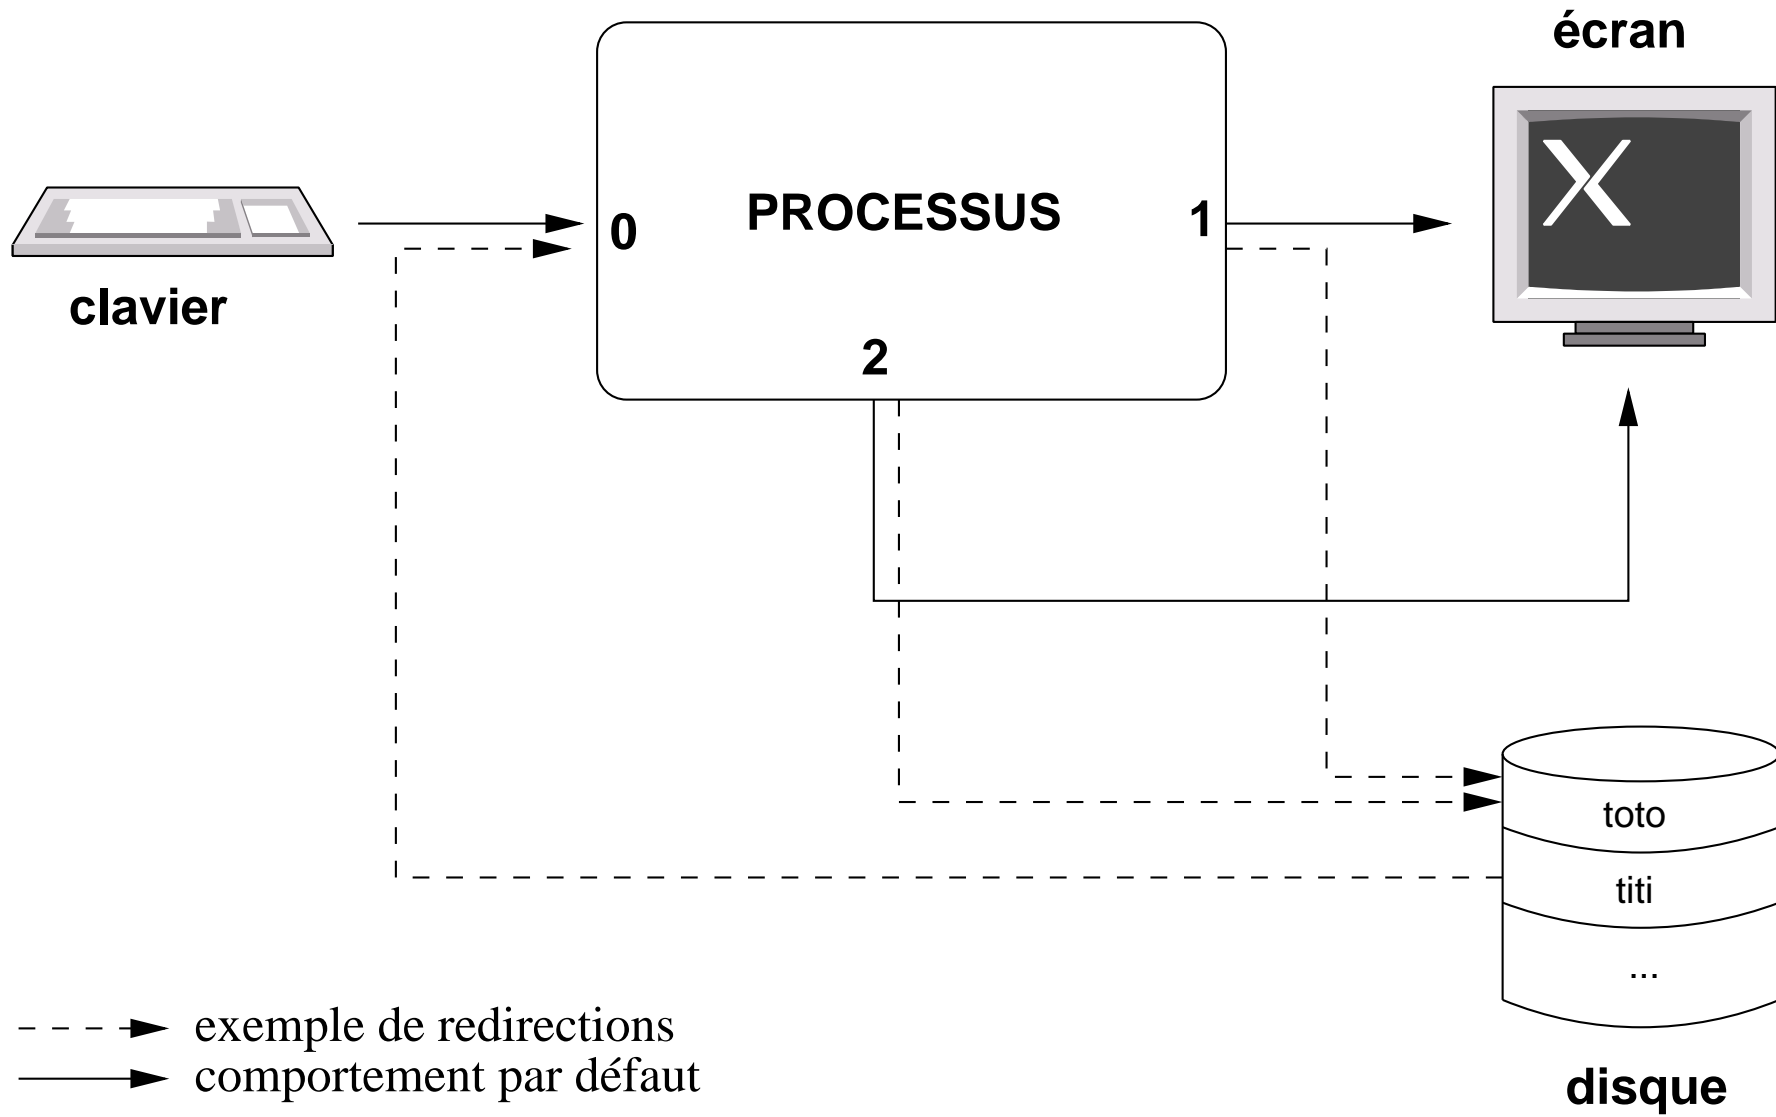 écran
PROCESSUS
0
1
clavier
2
toto
titi
...
exemple de redirections
comportement par défaut
disque